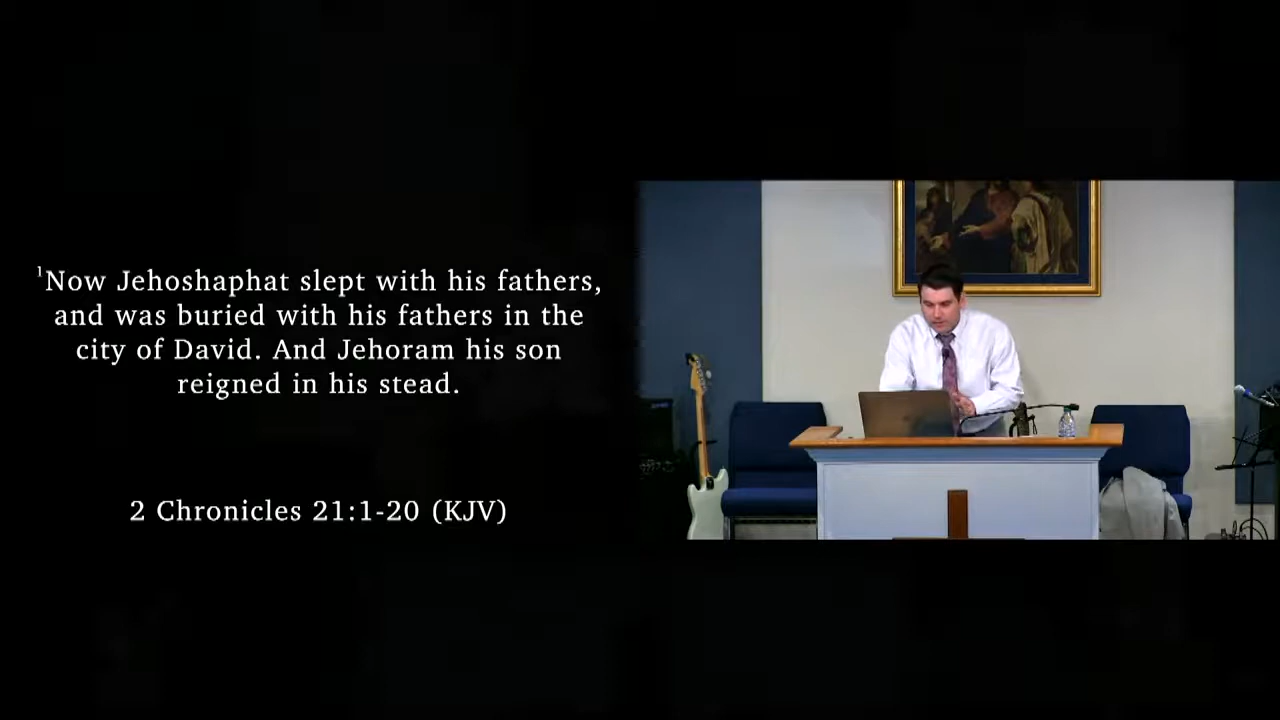 ¹Now Jehoshaphat slept with his fathers,
and was buried with his fathers in the
city of David. And Jehoram his son
reigned in his stead.
2 Chronicles 21:1-20 (KJV)